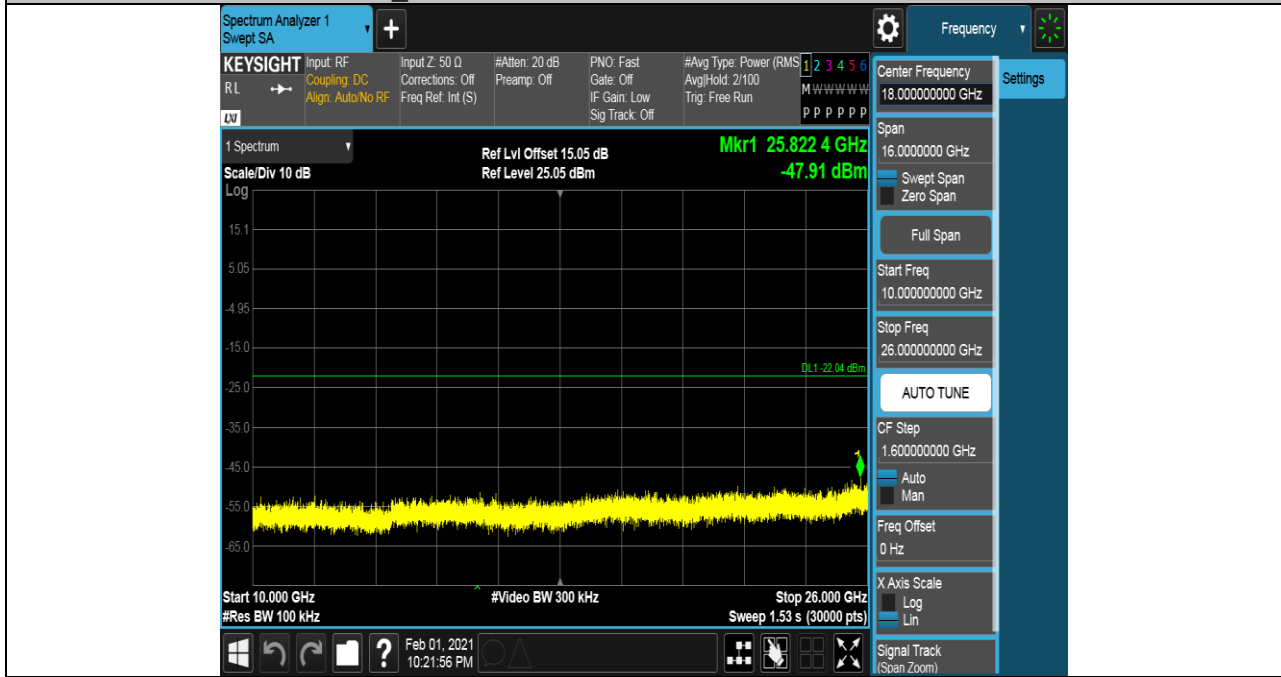 Spectrum Analyzer 1
Swept SA
Frequency
KEYSIGHT
RL
LXI
Input: RF
Coupling: DC
Align: Auto/No RF
Input Z: 50 Ω
Corrections: Off
Freq Ref: Int (S)
#Atten: 20 dB
Preamp: Off
PNO: Fast
Gate: Off
IF Gain: Low
Sig Track: Off
#Avg Type: Power (RMS
Avg|Hold: 2/100
Trig: Free Run
1 2 3 4 5 6
M W W W W W
P P P P P P
1 Spectrum
Scale/Div 10 dB
Ref Lvl Offset 15.05 dB
Ref Level 25.05 dBm
Mkr1 25.822 4 GHz
-47.91 dBm
Log
15.1
5.05
-4.95
-15.0
-25.0
-35.0
-45.0
-55.0
-65.0
DL1 -22.04 dBm
1
Start 10.000 GHz
#Video BW 300 kHz
Stop 26.000 GHz
#Res BW 100 kHz
Sweep 1.53 s (30000 pts)
Center Frequency
18.000000000 GHz
Settings
Span
16.0000000 GHz
Swept Span
Zero Span
Full Span
Start Freq
10.000000000 GHz
Stop Freq
26.000000000 GHz
AUTO TUNE
CF Step
1.600000000 GHz
Auto
Man
Freq Offset
0 Hz
X Axis Scale
Log
Lin
Signal Track
(Span Zoom)
?
Feb 01, 2021
10:21:56 PM